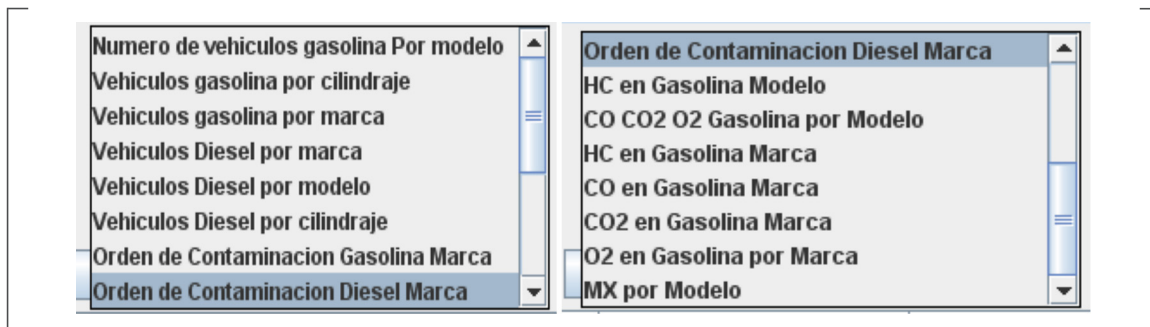 Numero de vehiculos gasolina Por modelo
Vehiculos gasolina por cilindraje
Vehiculos gasolina por marca
Vehiculos Diesel por marca
Vehiculos Diesel por modelo
Vehiculos Diesel por cilindraje
Orden de Contaminacion Gasolina Marca
Orden de Contaminacion Diesel Marca
Orden de Contaminacion Diesel Marca
HC en Gasolina Modelo
CO CO2 O2 Gasolina por Modelo
HC en Gasolina Marca
CO en Gasolina Marca
CO2 en Gasolina Marca
O2 en Gasolina por Marca
MX por Modelo